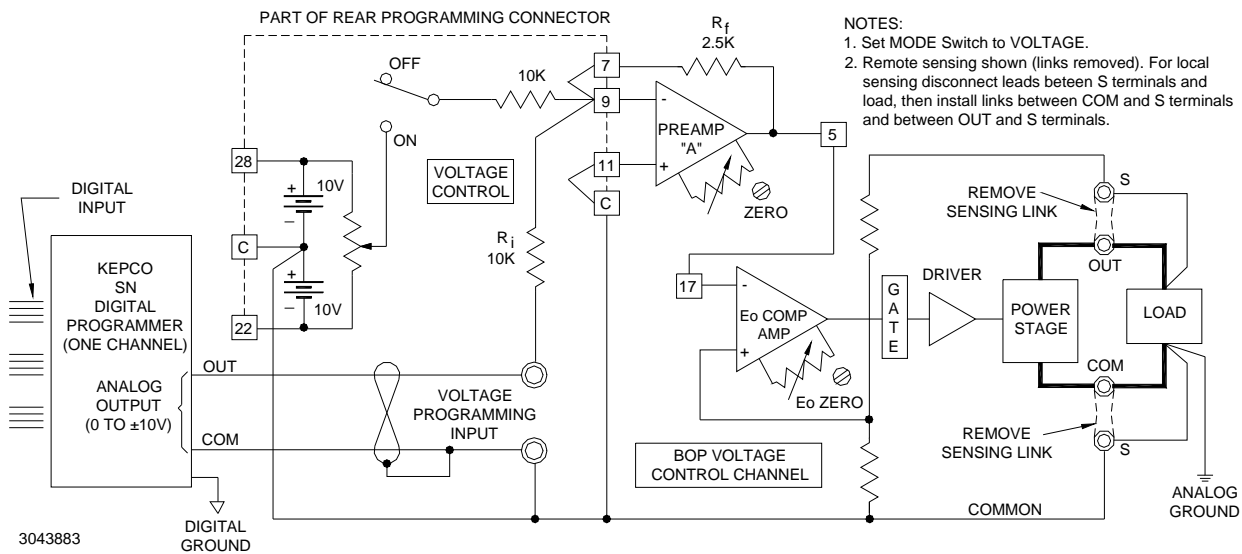 PART OF REAR PROGRAMMING CONNECTOR
OFF
ON
10K
7
9
11
C
Rf
2.5K
-
+
PREAMP
"A"
ZERO
5
NOTES:
1. Set MODE Switch to VOLTAGE.
2. Remote sensing shown (links removed). For local
sensing disconnect leads beteen S terminals and
load, then install links between COM and S terminals
and between OUT and S terminals.
28
+
10V
–
C
+
–
10V
22
VOLTAGE
CONTROL
Ri
10K
DIGITAL
INPUT
KEPCO
SN
DIGITAL
PROGRAMMER
(ONE CHANNEL)
ANALOG
OUTPUT
(0 TO ±10V)
OUT
COM
VOLTAGE
PROGRAMMING
INPUT
DIGITAL
GROUND
3043883
17
-
+
Eo COMP
AMP
Eo ZERO
GATE
DRIVER
POWER
STAGE
REMOVE
SENSING LINK
S
OUT
LOAD
COM
REMOVE
SENSING LINK
S
BOP VOLTAGE
CONTROL CHANNEL
COMMON
ANALOG
GROUND